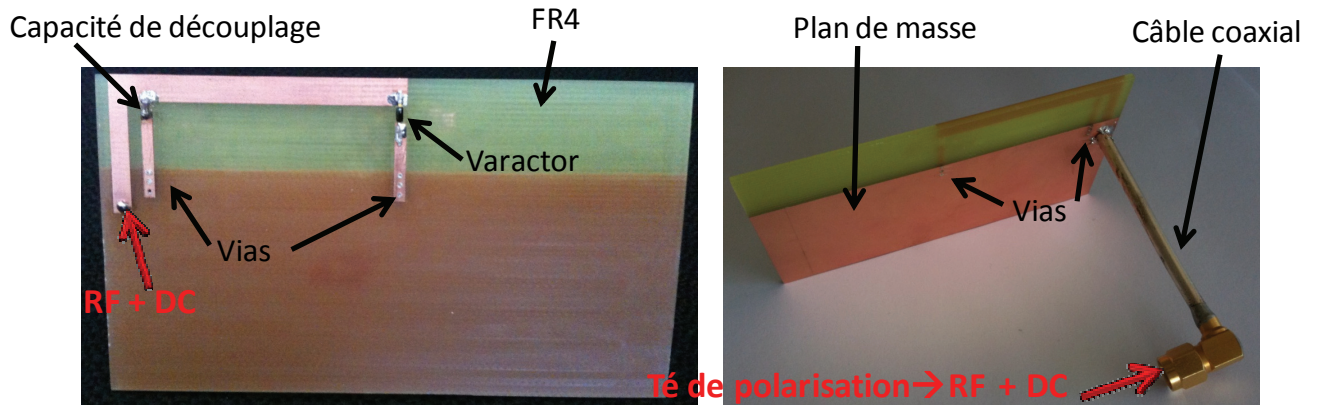 Capacité de découplage
FR4
Varactor
Vias
RF + DC
Plan de masse
Câble coaxial
Vias
Té de polarisation→RF + DC